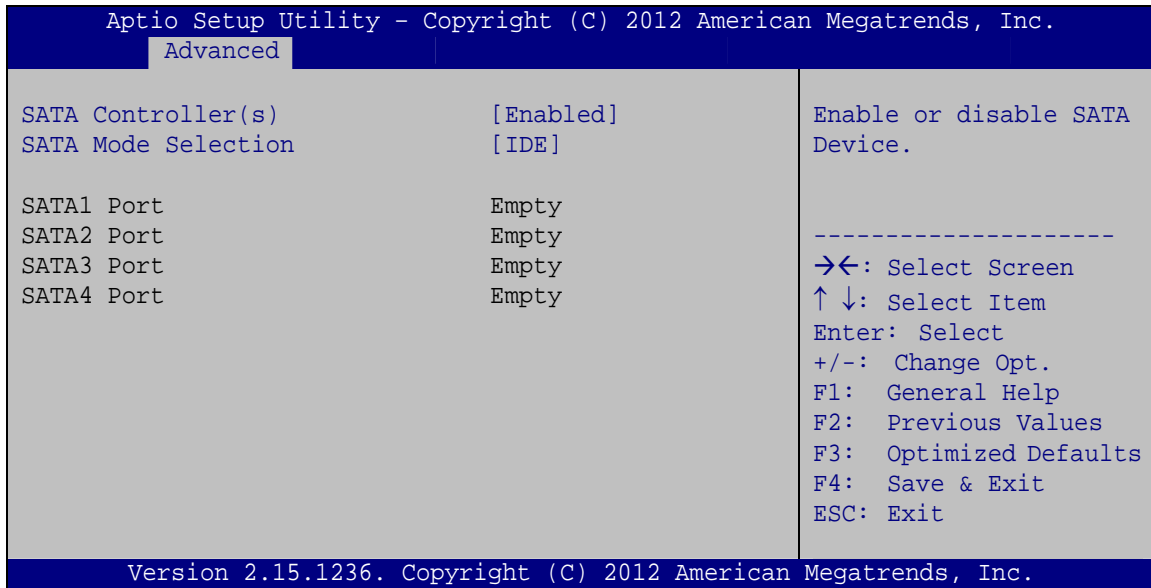 Aptio Setup Utility – Copyright (C) 2012 American Megatrends, Inc.
Advanced
SATA Controller(s) [Enabled]
SATA Mode Selection [IDE]
SATA1 Port Empty
SATA2 Port Empty
SATA3 Port Empty
SATA4 Port Empty
Enable or disable SATA
Device.
---------------------
→←: Select Screen
↑ ↓: Select Item
Enter: Select
+/-: Change Opt.
F1: General Help
F2: Previous Values
F3: Optimized Defaults
F4: Save & Exit
ESC: Exit
Version 2.15.1236. Copyright (C) 2012 American Megatrends, Inc.